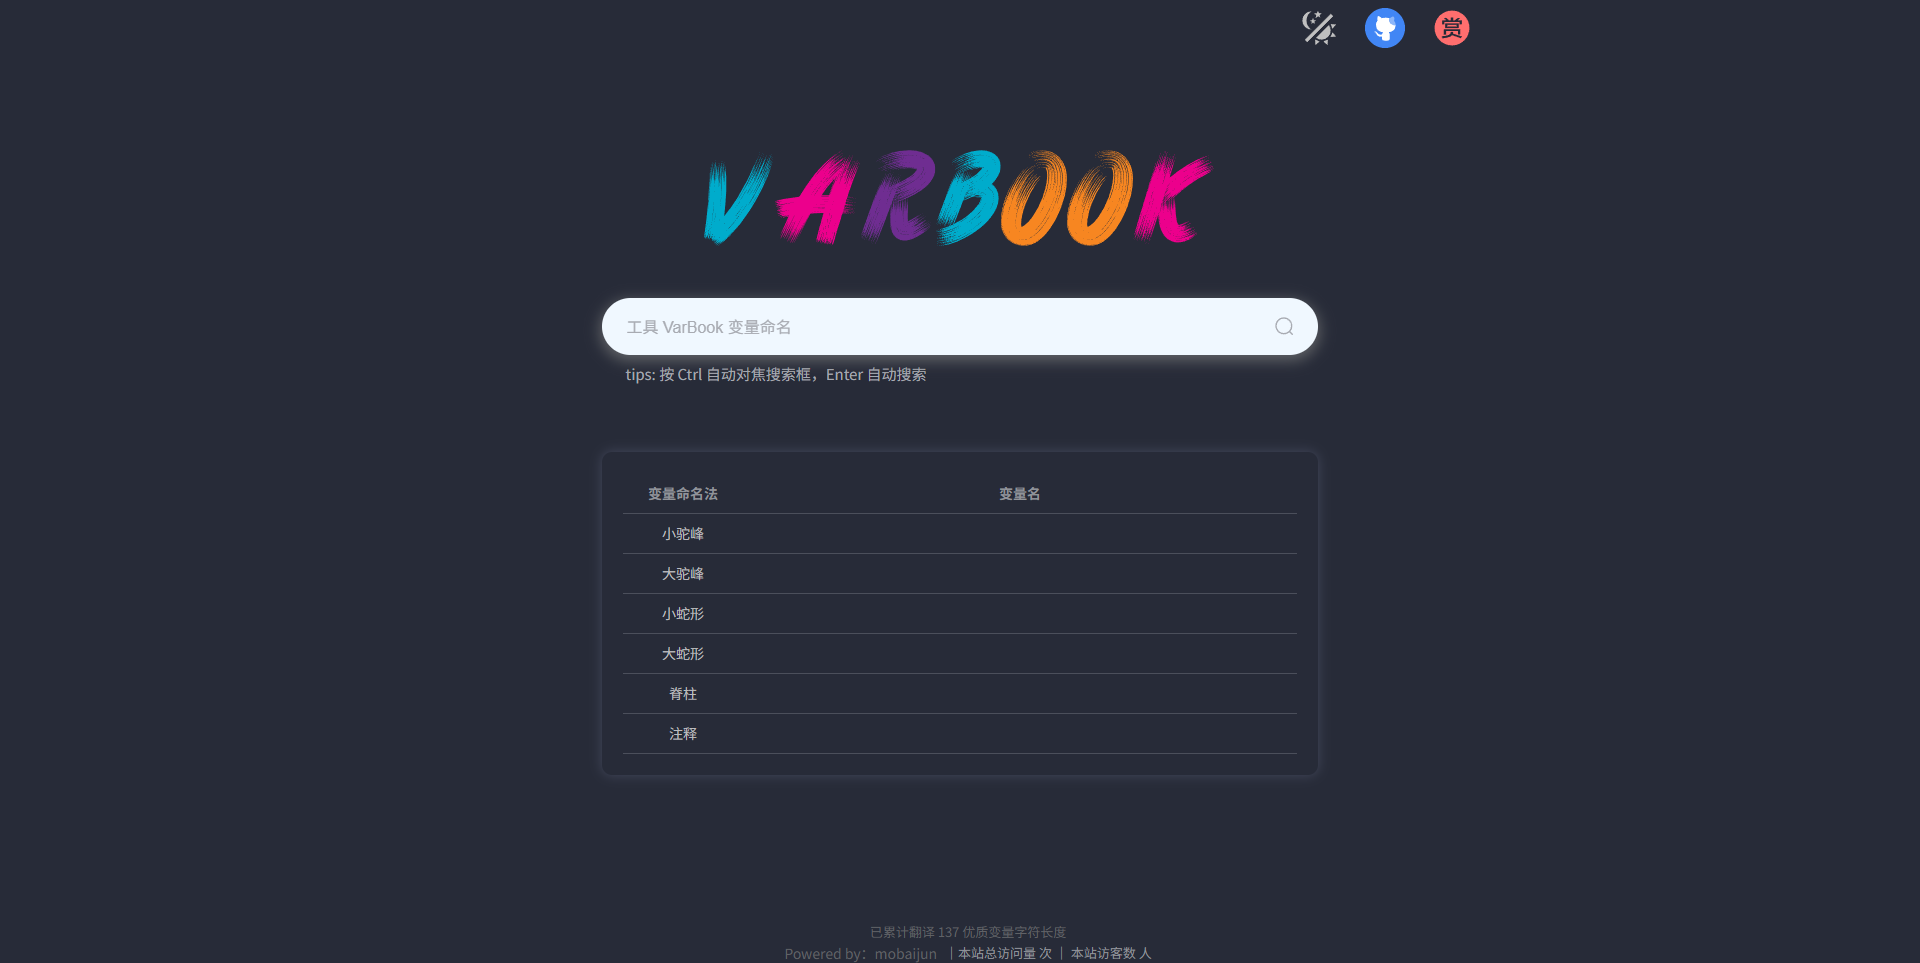 赏
VARBOOK
工具 VarBook 变量命名
tips: 按 Ctrl 自动对焦搜索框，Enter 自动搜索
变量命名法 变量名
小驼峰
大驼峰
小蛇形
大蛇形
脊柱
注释
已累计翻译 137 优质变量字符长度
Powered by：mobaijun | 本站总访问量 次 | 本站访客数 人